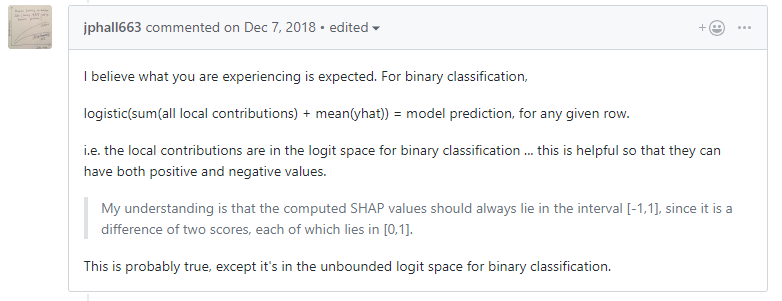 jphall663 commented on Dec 7, 2018 • edited
I believe what you are experiencing is expected. For binary classification,
logistic(sum(all local contributions) + mean(yhat)) = model prediction, for any given row.
i.e. the local contributions are in the logit space for binary classification ... this is helpful so that they can
have both positive and negative values.
My understanding is that the computed SHAP values should always lie in the interval [-1,1], since it is a
difference of two scores, each of which lies in [0,1].
This is probably true, except it's in the unbounded logit space for binary classification.